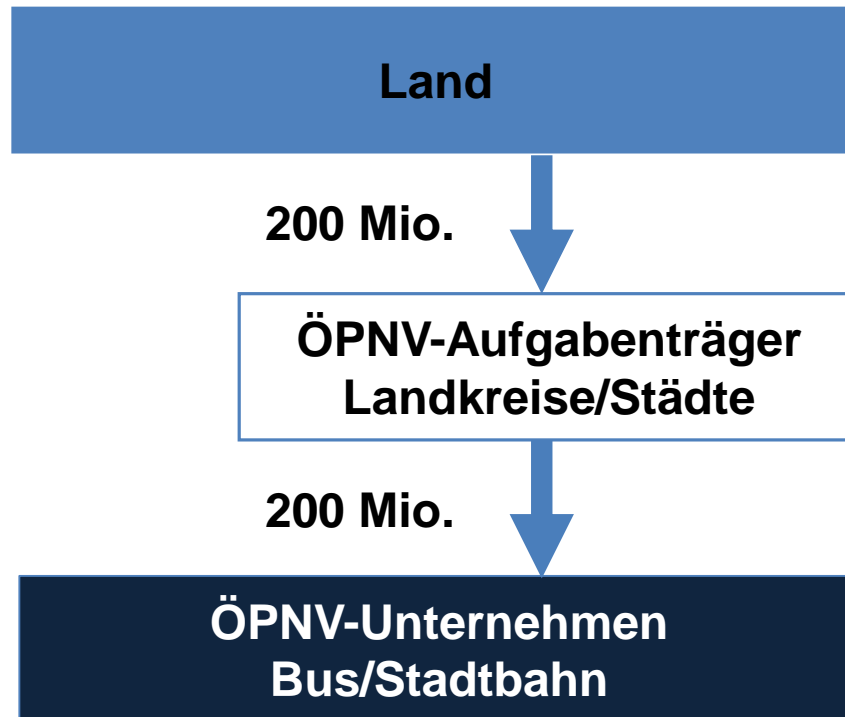 Land
200 Mio.
ÖPNV-Aufgabenträger
Landkreise/Städte
200 Mio.
ÖPNV-Unternehmen
Bus/Stadtbahn